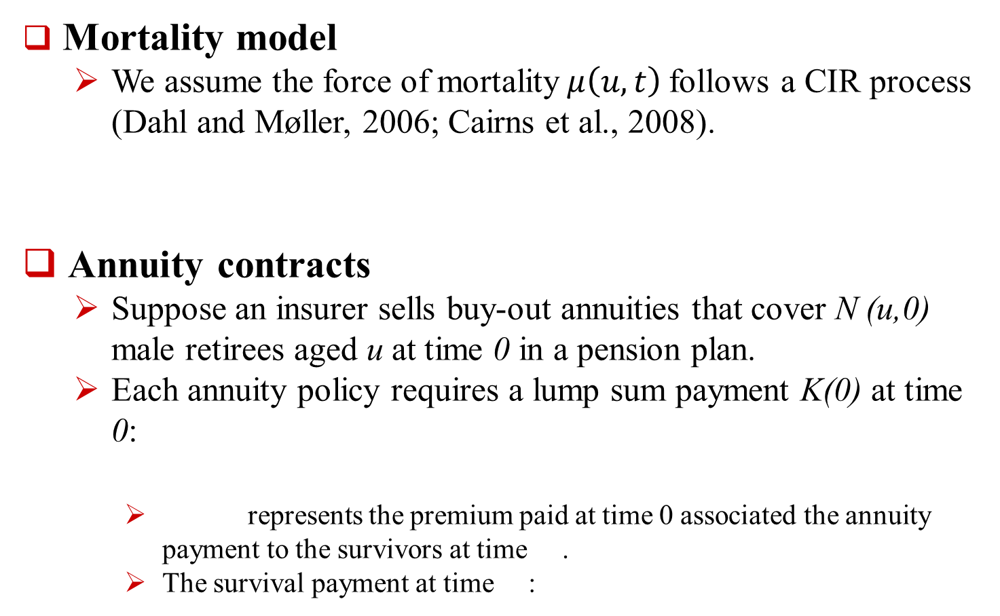 Mortality model
We assume the force of mortality μ(u, t) follows a CIR process
(Dahl and Møller, 2006; Cairns et al., 2008).
Annuity contracts
Suppose an insurer sells buy-out annuities that cover N (u,0)
male retirees aged u at time 0 in a pension plan.
Each annuity policy requires a lump sum payment K(0) at time
0:
represents the premium paid at time 0 associated the annuity
payment to the survivors at time .
The survival payment at time :